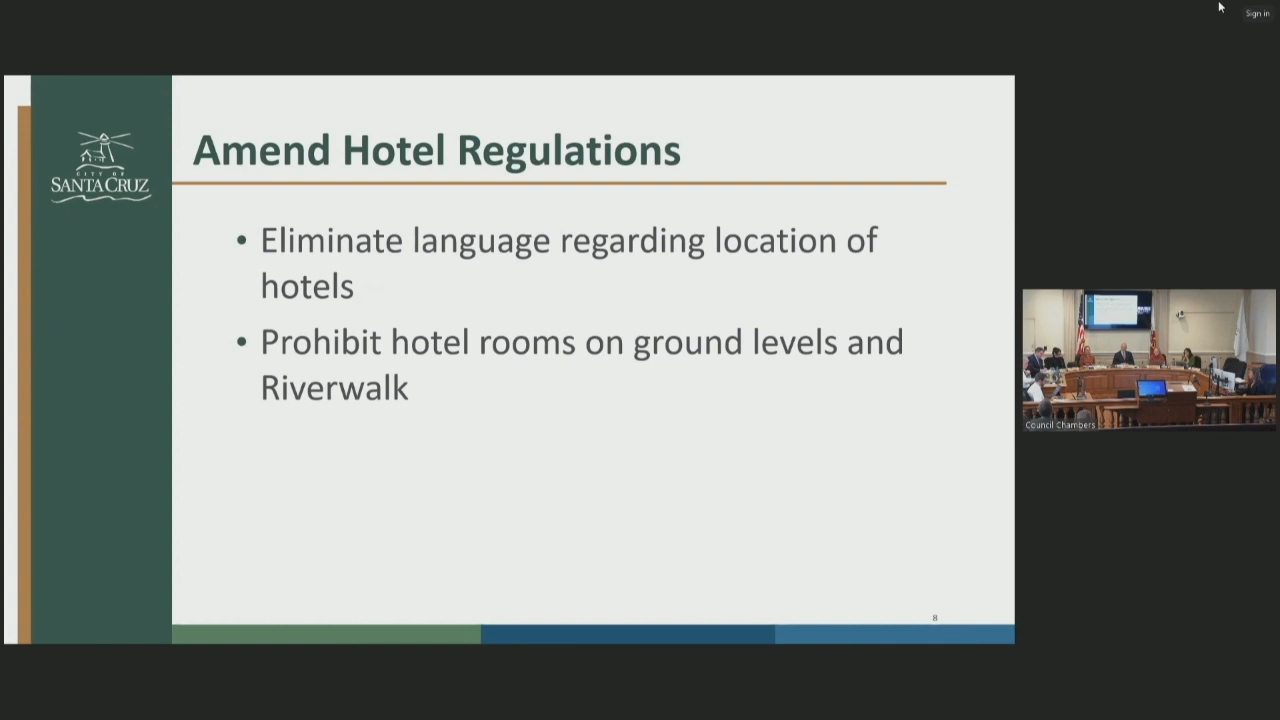 Sign in
CITY OF
SANTA CRUZ
Amend Hotel Regulations
• Eliminate language regarding location of
hotels
• Prohibit hotel rooms on ground levels and
Riverwalk
8
Council Chambers